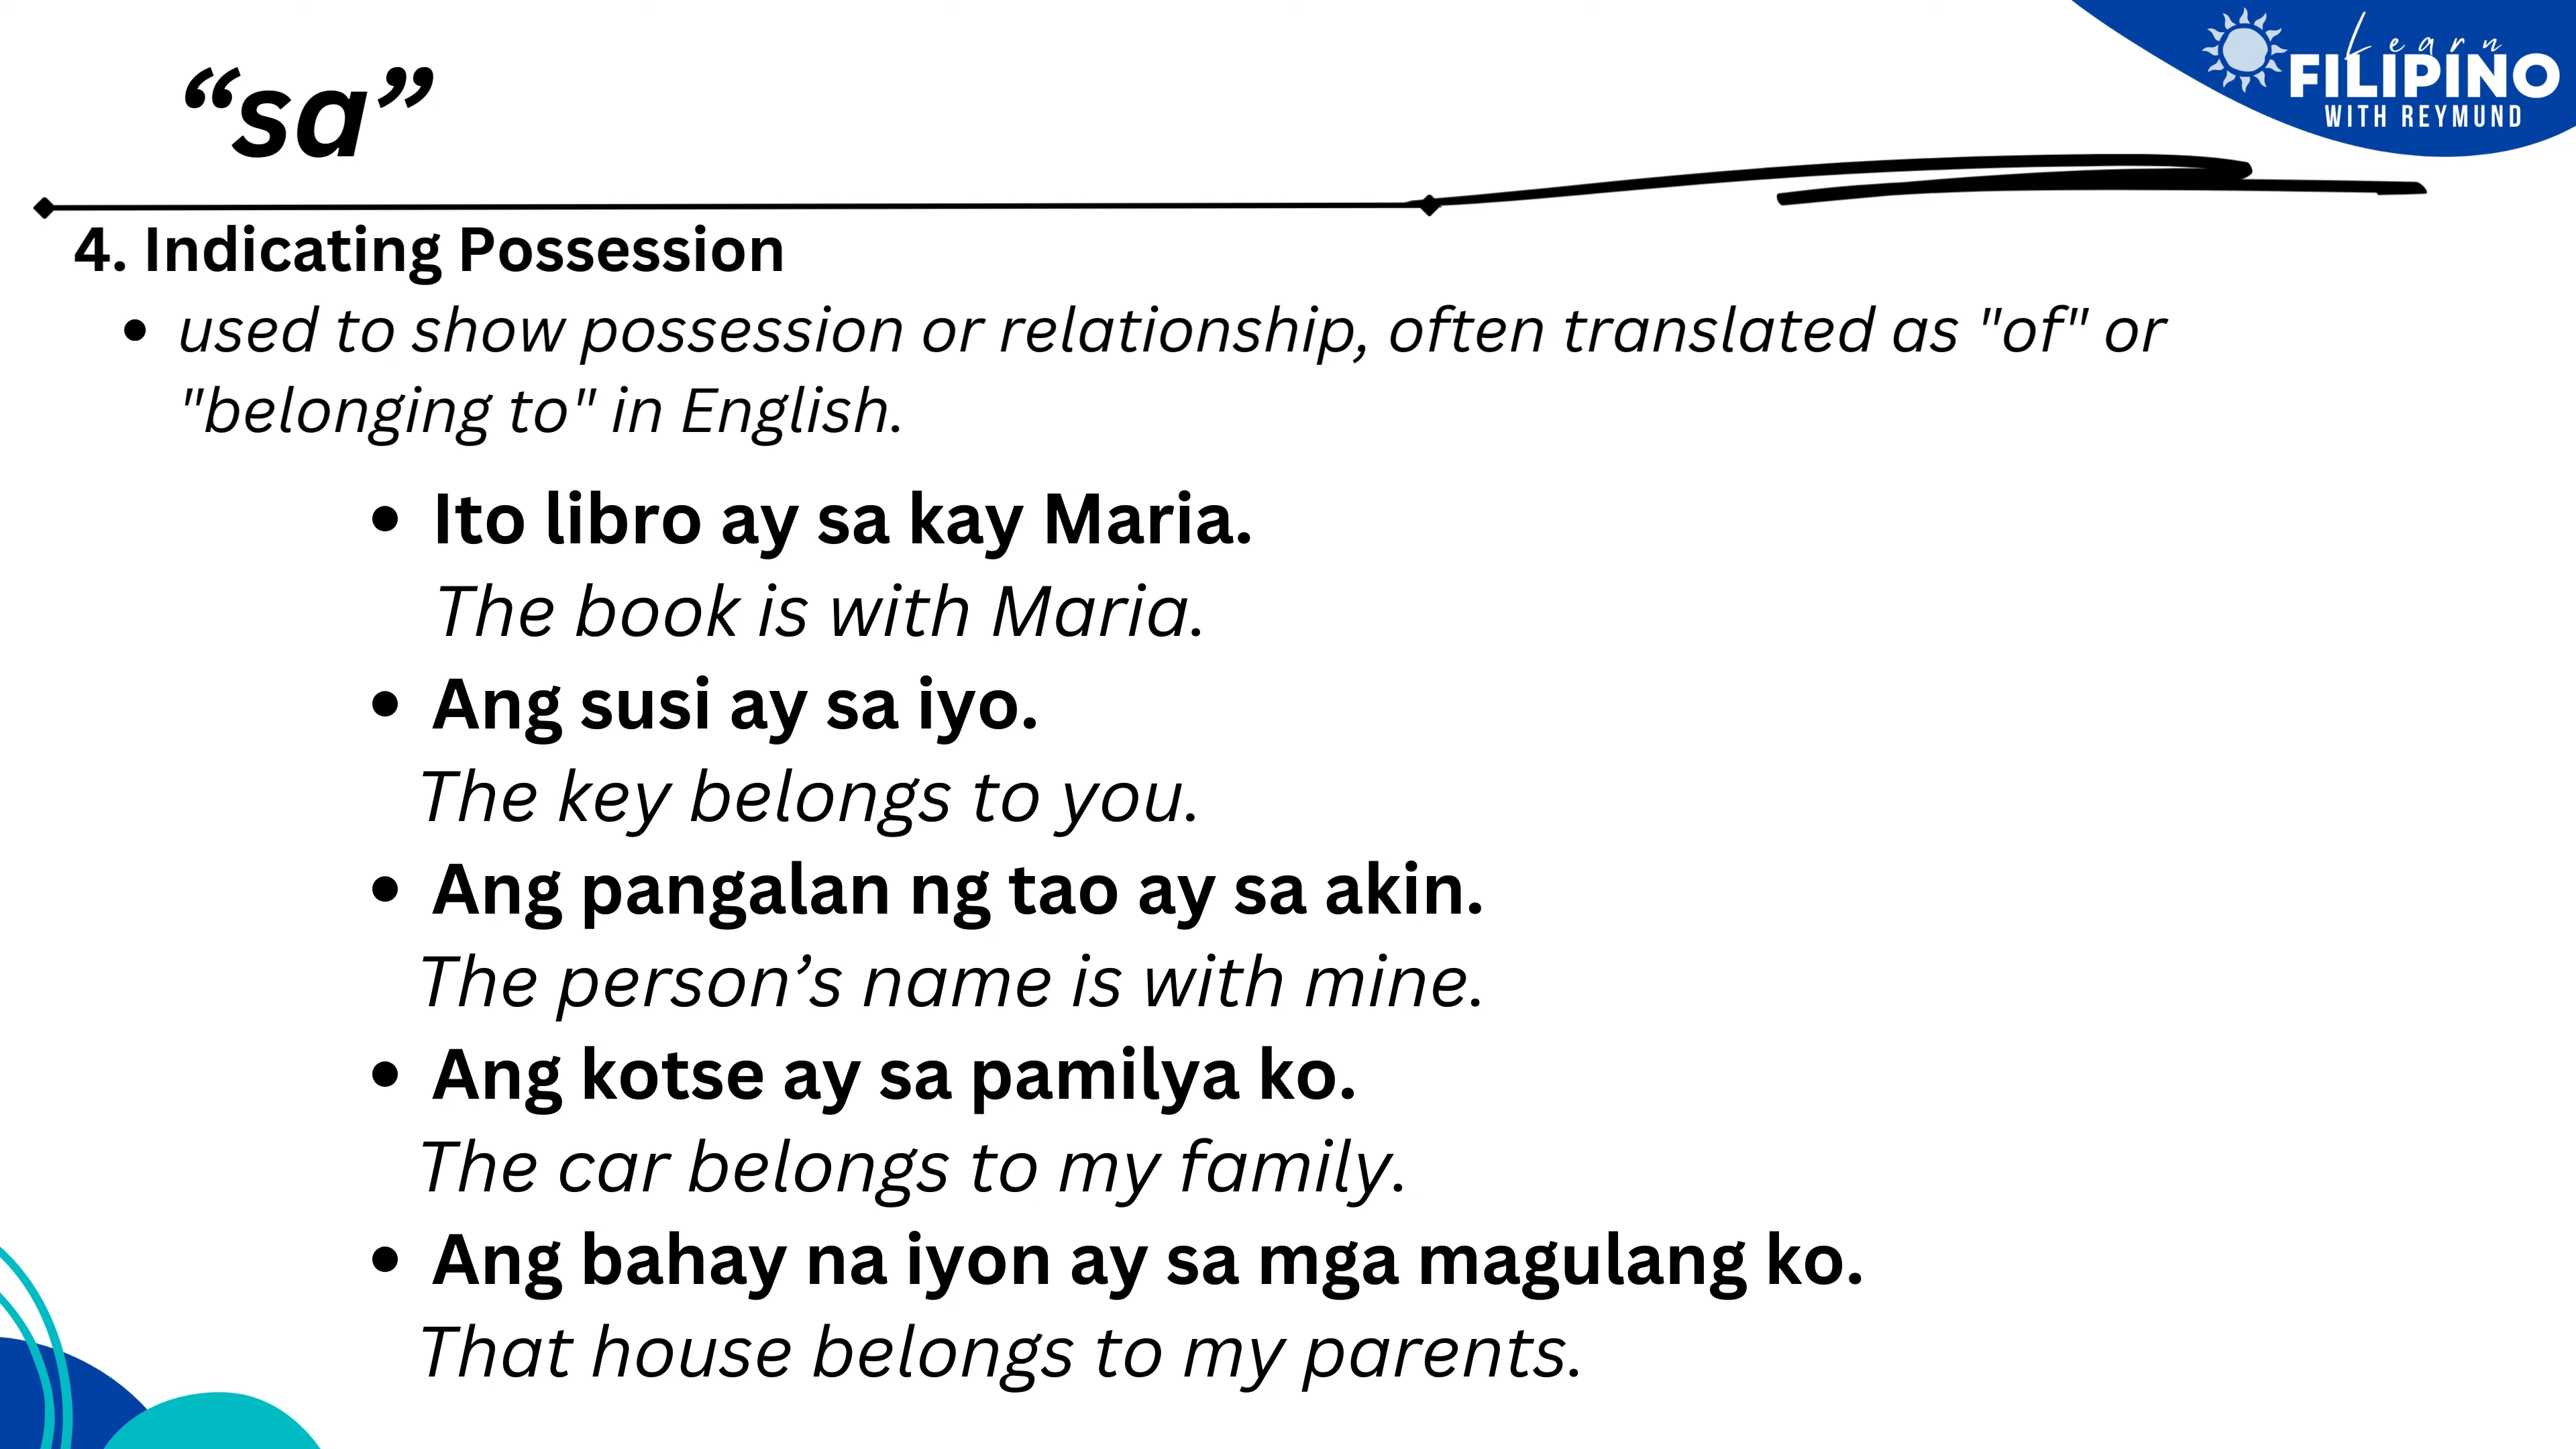 “sa”
Learn
FILIPINO
WITH REYMUND
4. Indicating Possession
• used to show possession or relationship, often translated as "of" or
"belonging to" in English.
• Ito libro ay sa kay Maria.
The book is with Maria.
• Ang susi ay sa iyo.
The key belongs to you.
• Ang pangalan ng tao ay sa akin.
The person’s name is with mine.
• Ang kotse ay sa pamilya ko.
The car belongs to my family.
• Ang bahay na iyon ay sa mga magulang ko.
That house belongs to my parents.